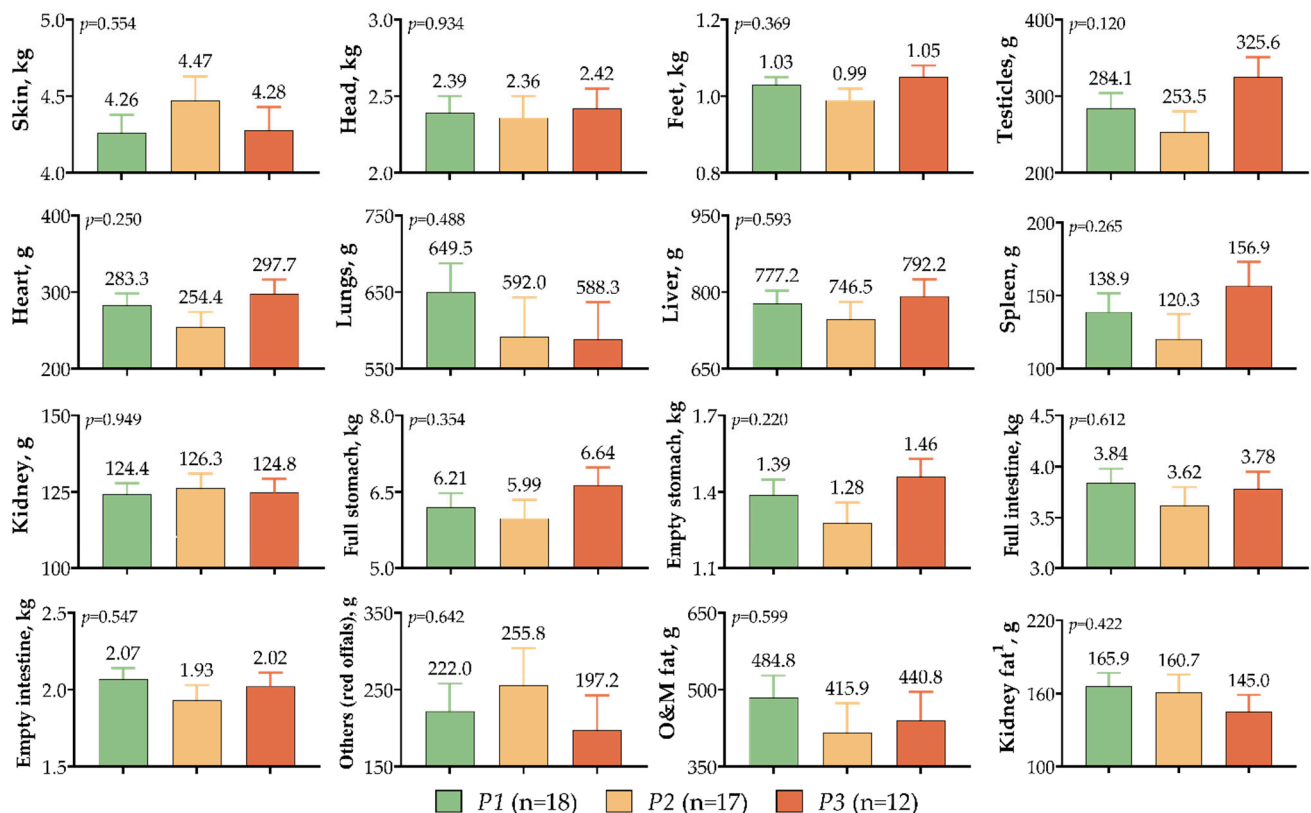 Skin, kg
5.0
4.5
4.0
p=0.554
4.26
4.47
4.28
Head, kg
3.0
2.5
2.0
p=0.934
2.39
2.36
2.42
Feet, kg
1.2
1.0
0.8
p=0.369
1.03
0.99
1.05
Testicles, g
400
300
200
p=0.120
284.1
253.5
325.6
Heart, g
400
300
200
p=0.250
283.3
254.4
297.7
Lungs, g
750
650
550
p=0.488
649.5
592.0
588.3
Liver, g
950
800
650
p=0.593
777.2
746.5
792.2
Spleen, g
200
150
100
p=0.265
138.9
120.3
156.9
Kidney, g
150
125
100
p=0.949
124.4
126.3
124.8
Full stomach, kg
8.0
6.5
5.0
p=0.354
6.21
5.99
6.64
Empty stomach, kg
1.7
1.4
1.1
p=0.220
1.39
1.28
1.46
Full intestine, kg
4.5
4.0
3.5
3.0
p=0.612
3.84
3.62
3.78
Empty intestine, kg
2.5
2.0
1.5
p=0.547
2.07
1.93
2.02
Others (red offals), g
350
250
150
p=0.642
222.0
255.8
197.2
O&M fat, g
650
500
350
p=0.599
484.8
415.9
440.8
Kidney fat¹, g
220
160
100
p=0.422
165.9
160.7
145.0
P1 (n=18)
P2 (n=17)
P3 (n=12)